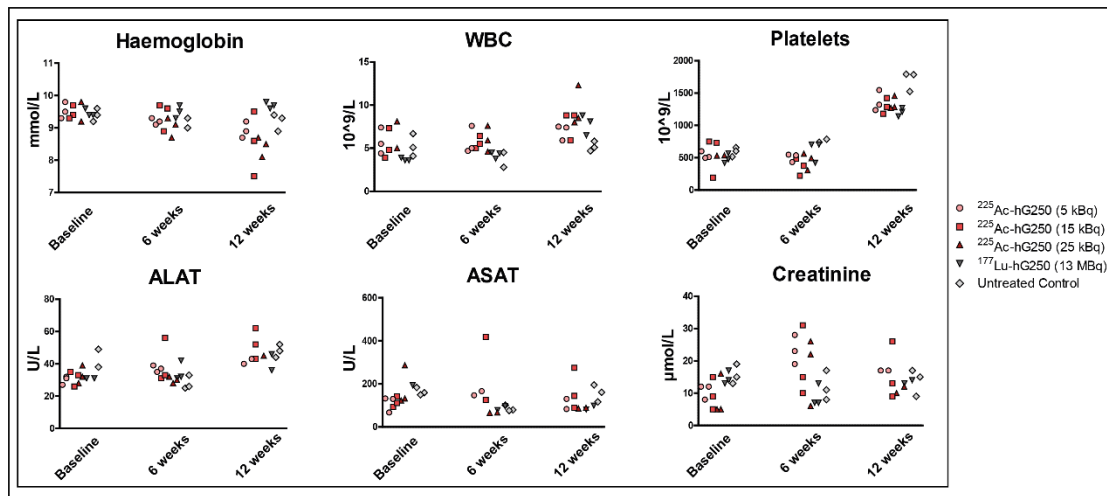 Haemoglobin
mmol/L
11
10
9
8
7
Baseline
6 weeks
12 weeks
WBC
10^9/L
15
10
5
0
Baseline
6 weeks
12 weeks
Platelets
10^9/L
2000
1500
1000
500
0
Baseline
6 weeks
12 weeks
ALAT
U/L
80
60
40
20
0
Baseline
6 weeks
12 weeks
ASAT
U/L
600
400
200
0
Baseline
6 weeks
12 weeks
Creatinine
µmol/L
40
30
20
10
0
Baseline
6 weeks
12 weeks
²²⁵Ac-hG250 (5 kBq)
²²⁵Ac-hG250 (15 kBq)
²²⁵Ac-hG250 (25 kBq)
¹⁷⁷Lu-hG250 (13 MBq)
Untreated Control